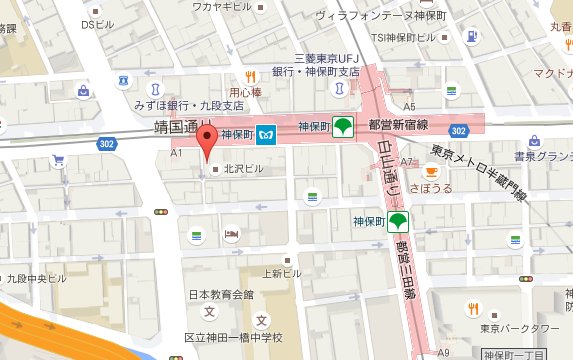 ワカヤギビル
DSビル
務課
ヴィラフォンテーヌ神保町
TSI神保町ビル
丸香
三菱東京UFJ
銀行・神保町支店
マクドナ
用心棒
みずほ銀行・九段支店
A5
靖国通り
神保町
神保町
都営新宿線
302
302
A1
白山通り
東京メトロ半蔵門線
書泉グランデ
北沢ビル
A7
さぼうる
神保町
都営三田線
上新ビル
九段中央ビル
日本教育会館
文
文
区立神田一橋中学校
東京パークタワー
神保
防
A9
神保町一丁目